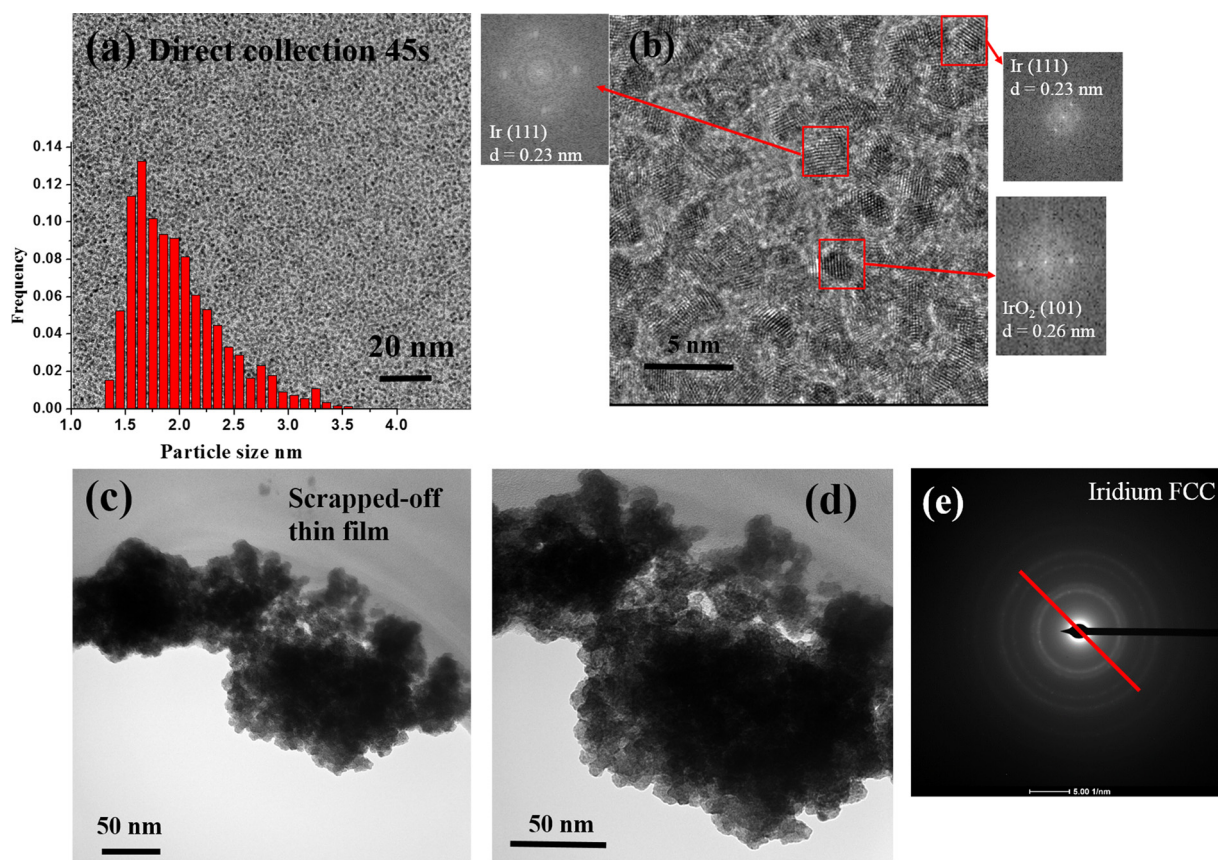 (a) Direct collection 45s
0.14
0.12
0.10
0.08
0.06
0.04
0.02
0.00
Frequency
1.0 1.5 2.0 2.5 3.0 3.5 4.0
Particle size nm
20 nm
Ir (111)
d = 0.23 nm
(b)
5 nm
Ir (111)
d = 0.23 nm
IrO₂ (101)
d = 0.26 nm
(c)
Scrapped-off
thin film
50 nm
(d)
50 nm
(e)
Iridium FCC
5.00 1/nm